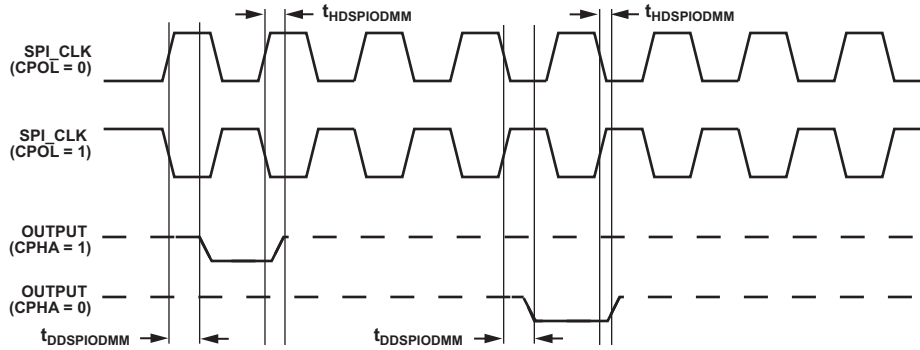 tHDSPIODMM
tHDSPIODMM
SPI_CLK
(CPOL = 0)
SPI_CLK
(CPOL = 1)
OUTPUT
(CPHA = 1)
OUTPUT
(CPHA = 0)
tDDSPIODMM
tDDSPIODMM